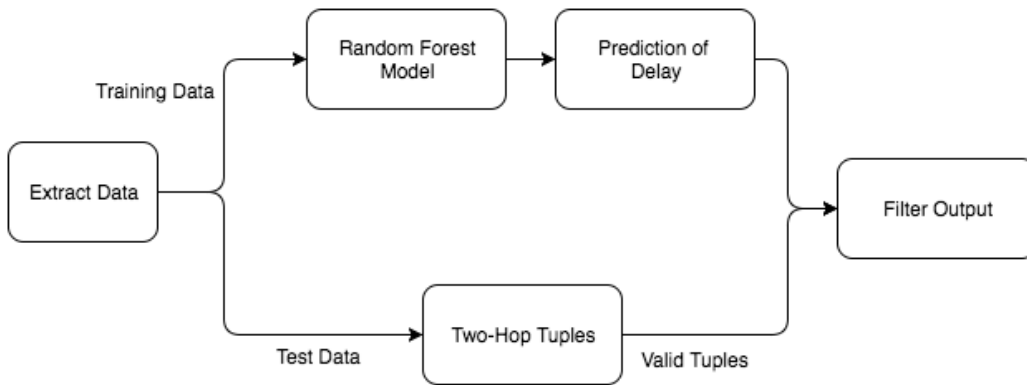 Random Forest
Model
Prediction of
Delay
Training Data
Extract Data
Filter Output
Two-Hop Tuples
Test Data
Valid Tuples